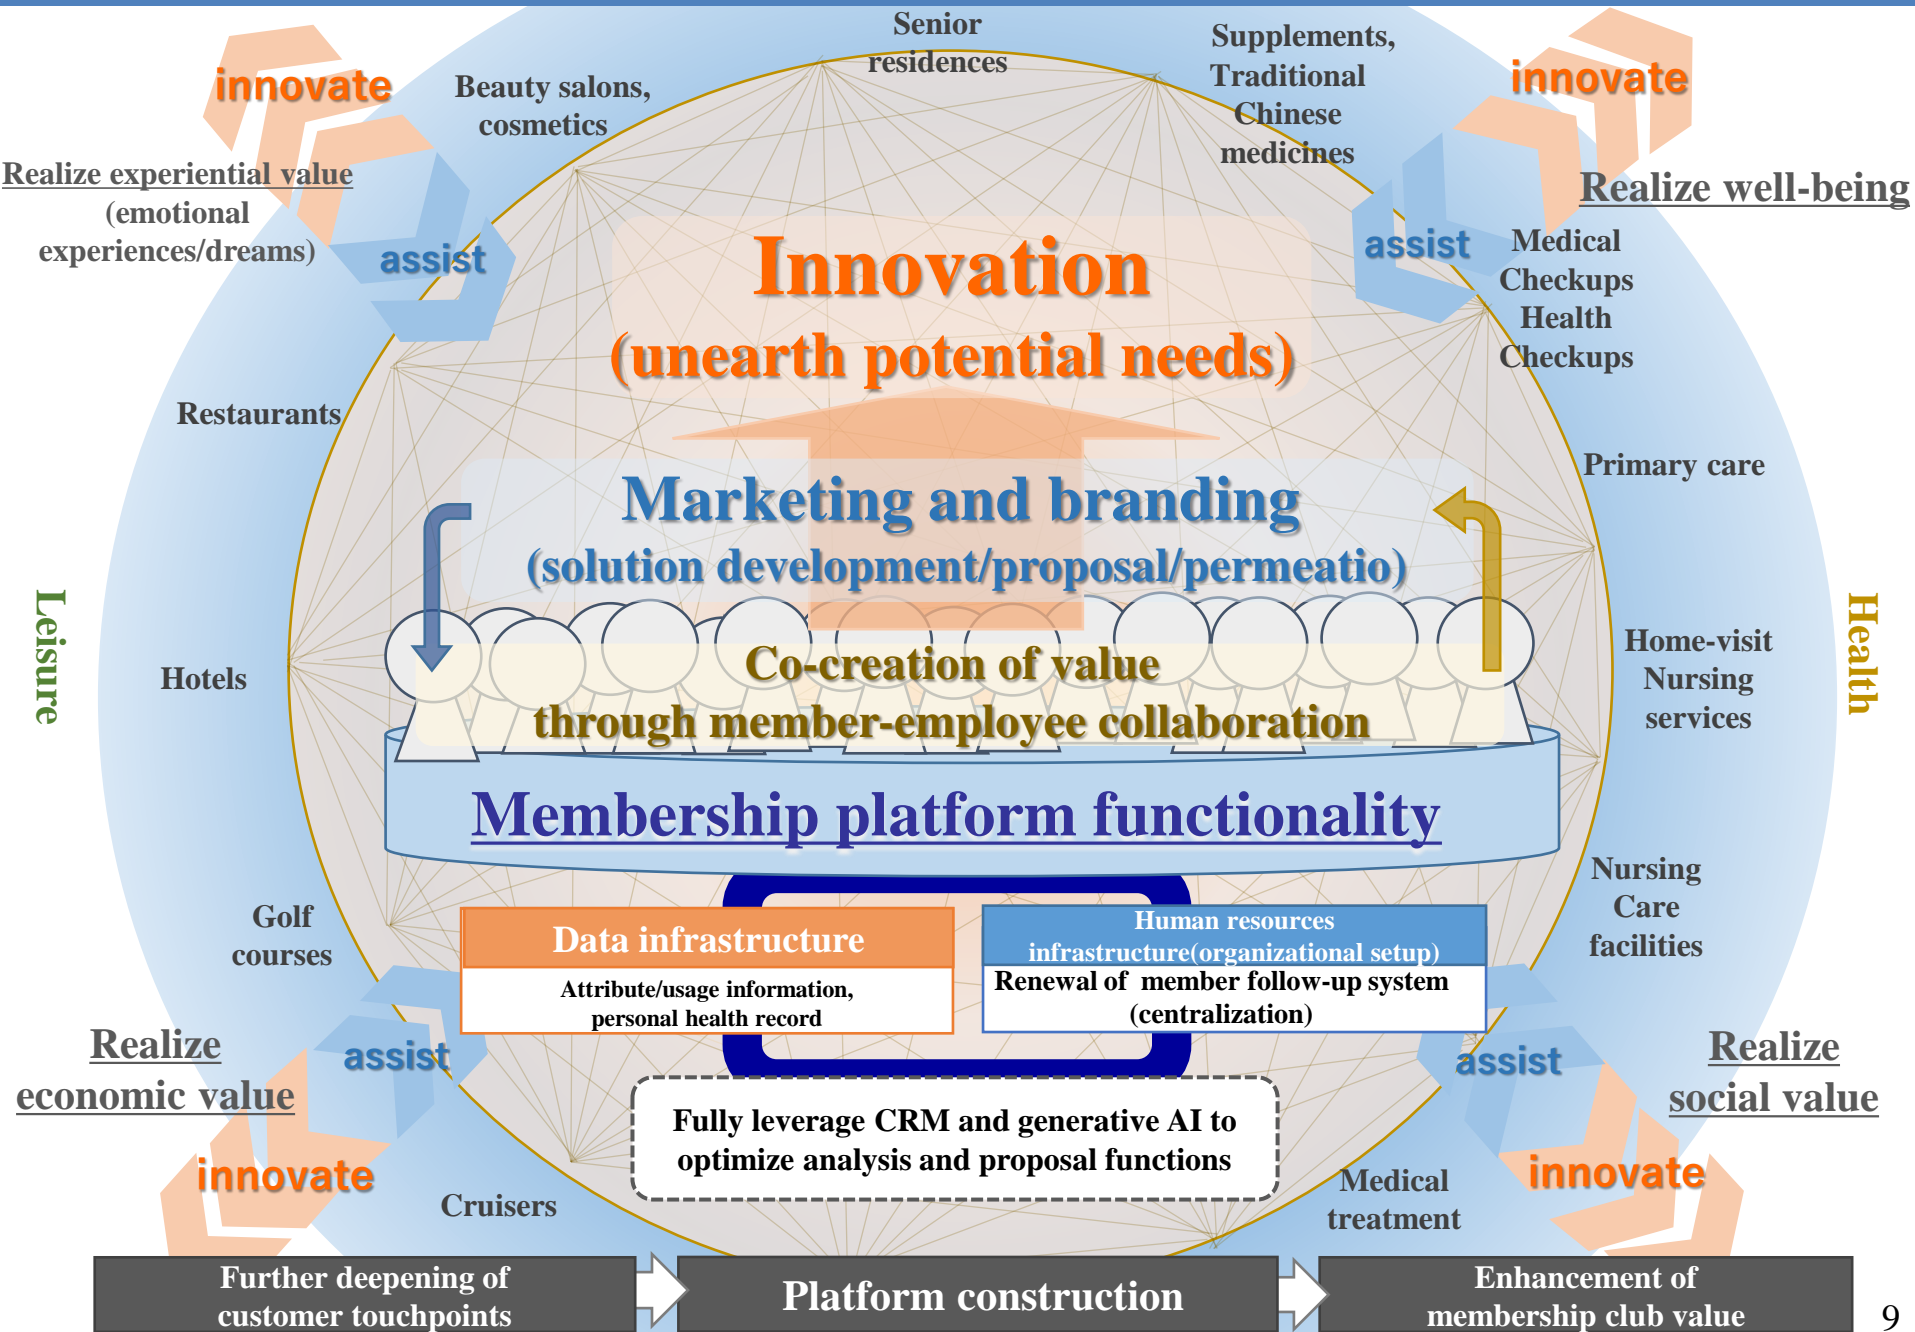 Senior
residences
Supplements,
Traditional
Chinese
medicines
innovate
innovate
Beauty salons,
cosmetics
Realize experiential value
(emotional
experiences/dreams)
assist
Realize well-being
assist
Medical
Checkups
Health
Checkups
Innovation
(unearth potential needs)
Restaurants
Primary care
Marketing and branding
(solution development/proposal/permeatio)
Leisure
Health
Hotels
Home-visit
Nursing
services
Co-creation of value
through member-employee collaboration
Membership platform functionality
Golf
courses
Nursing
Care
facilities
Data infrastructure
Attribute/usage information,
personal health record
Human resources
infrastructure(organizational setup)
Renewal of member follow-up system
(centralization)
Realize
economic value
assist
innovate
assist
Realize
social value
innovate
Fully leverage CRM and generative AI to
optimize analysis and proposal functions
Cruisers
Medical
treatment
Further deepening of
customer touchpoints
Platform construction
Enhancement of
membership club value
9